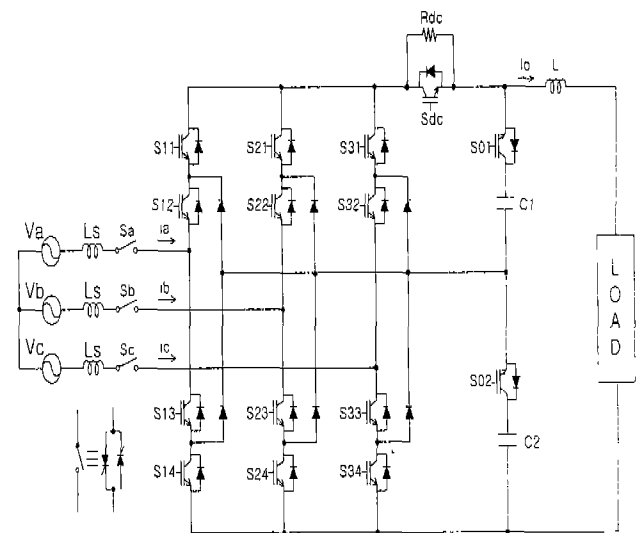 Rdc
Io L
Sdc
S11 S21 S31 S01
S12 S22 S32 C1
Va Ls Sa ia
Vb Ls Sb ib
Vc Ls Sc ic
LOAD
S02
S13 S23 S33
C2
S14 S24 S34